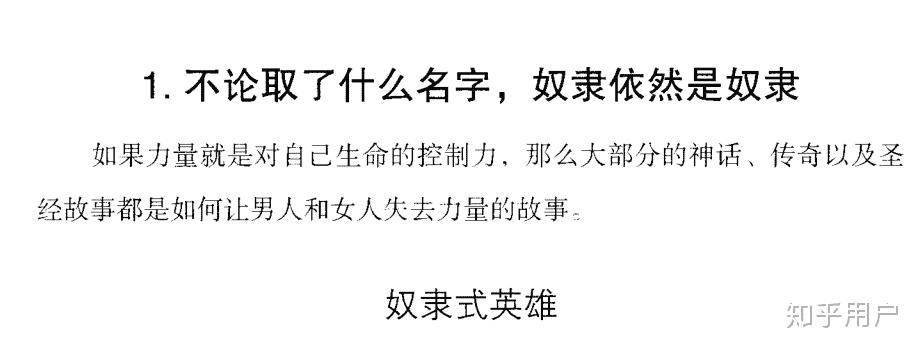 1. 不论取了什么名字，奴隶依然是奴隶
如果力量就是对自己生命的控制力，那么大部分的神话、传奇以及圣
经故事都是如何让男人和女人失去力量的故事。
奴隶式英雄
知乎用户